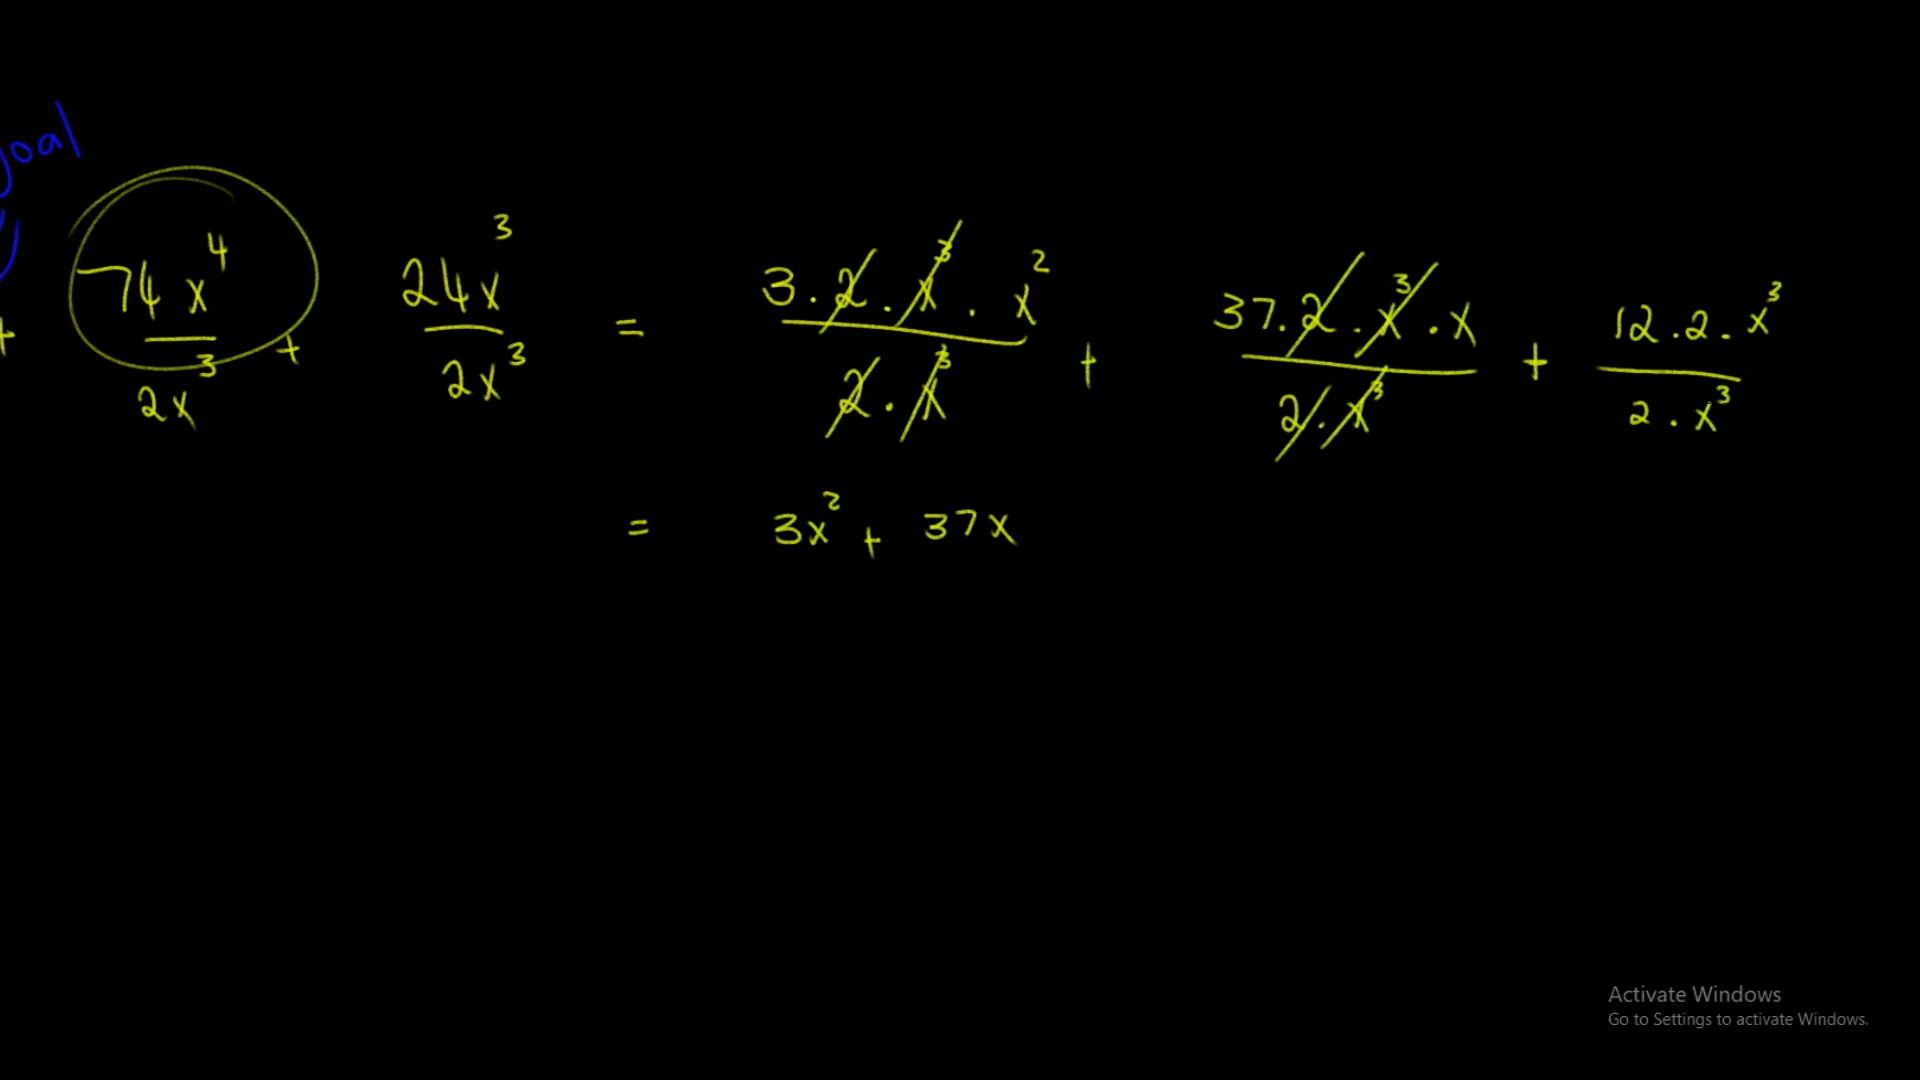 oal
+ 74x⁴/2x³ + 24x³/2x³ = 3.2.x³.x²/2.x³ + 37.2.x³.x/2.x³ + 12.2.x³/2.x³
= 3x² + 37x
Activate Windows
Go to Settings to activate Windows.